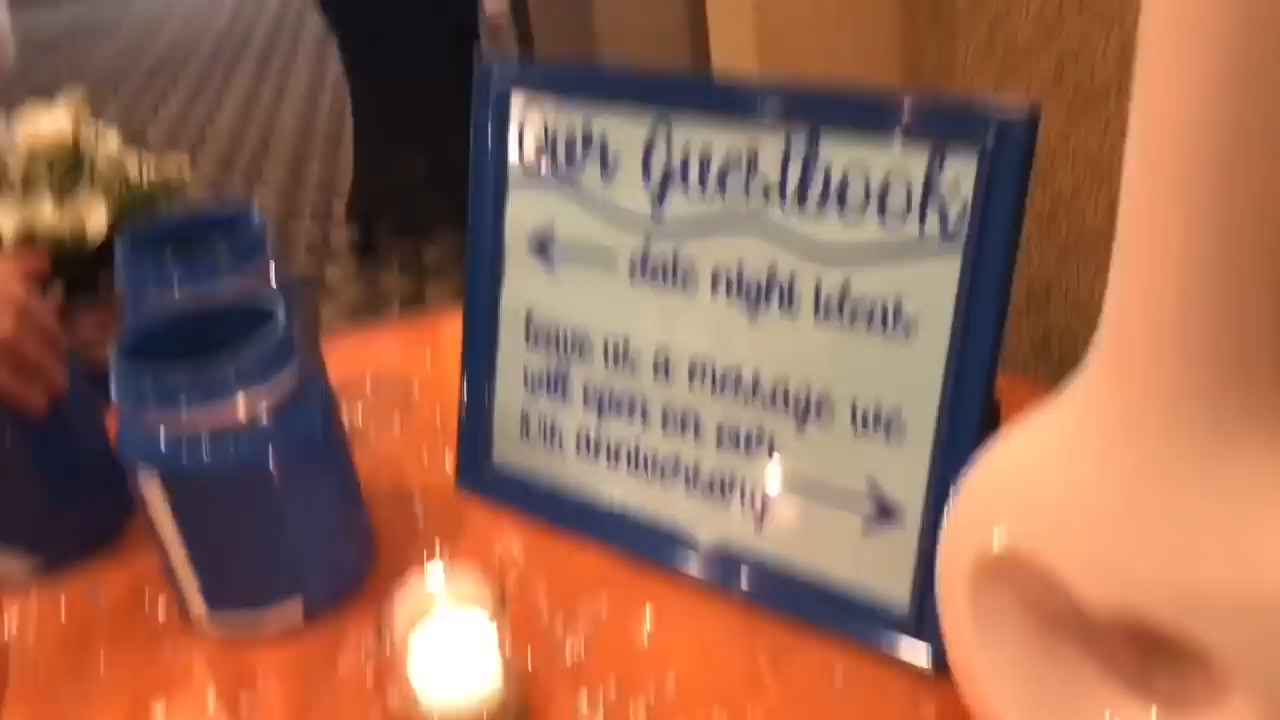 Our Guestbook
date night ideas
leave us a message we
will open on our
anniversary